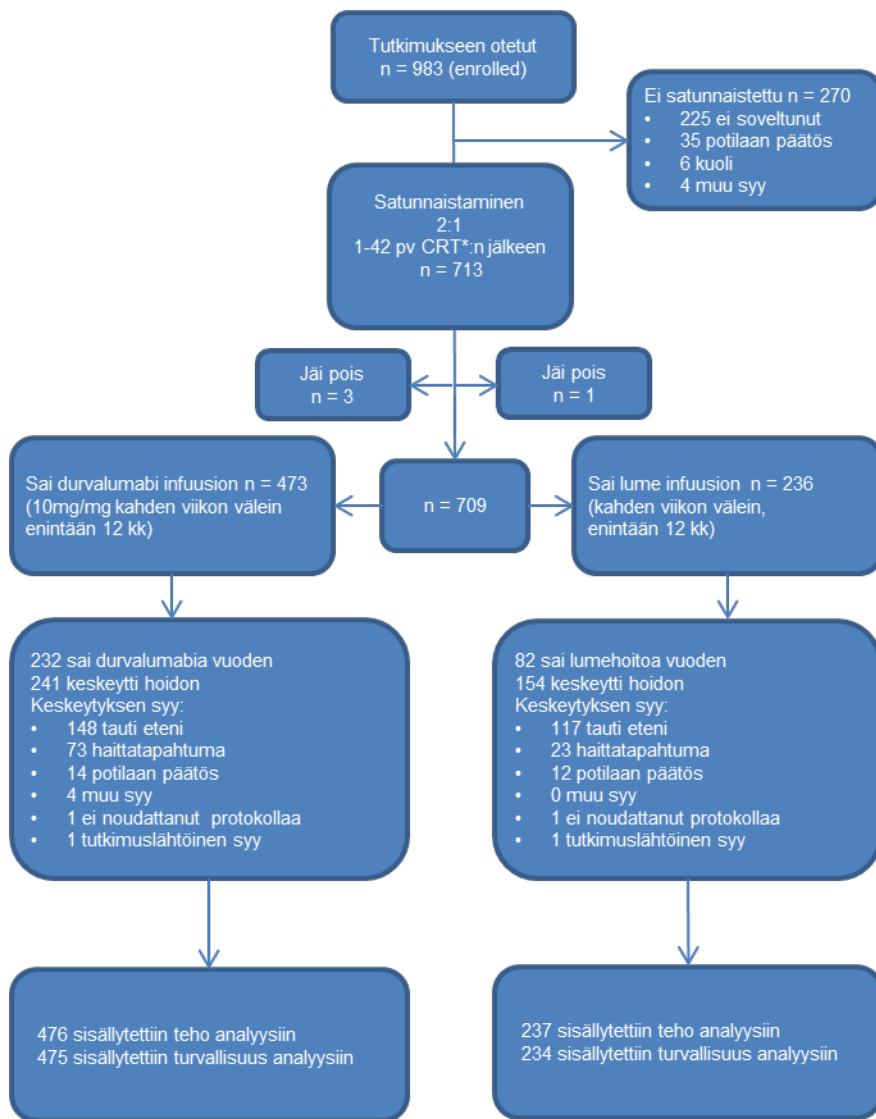 Tutkimukseen otetut
n = 983 (enrolled)
Ei satunnaistettu n = 270
• 225 ei soveltunut
• 35 potilaan päätös
• 6 kuoli
• 4 muu syy
Satunnaistaminen
2:1
1-42 pv CRT*:n jälkeen
n = 713
Jäi pois
n = 3
Jäi pois
n = 1
Sai durvalumabi infuusion n = 473
(10mg/mg kahden viikon välein
enintään 12 kk)
n = 709
Sai lume infuusion n = 236
(kahden viikon välein,
enintään 12 kk)
232 sai durvalumabia vuoden
241 keskeytti hoidon
Keskeytyksen syy:
• 148 tauti eteni
• 73 haittatapahtuma
• 14 potilaan päätös
• 4 muu syy
• 1 ei noudattanut protokollaa
• 1 tutkimuslähtöinen syy
82 sai lumehoitoa vuoden
154 keskeytti hoidon
Keskeytyksen syy:
• 117 tauti eteni
• 23 haittatapahtuma
• 12 potilaan päätös
• 0 muu syy
• 1 ei noudattanut protokollaa
• 1 tutkimuslähtöinen syy
476 sisällytettiin teho analyysiin
475 sisällytettiin turvallisuus analyysiin
237 sisällytettiin teho analyysiin
234 sisällytettiin turvallisuus analyysiin